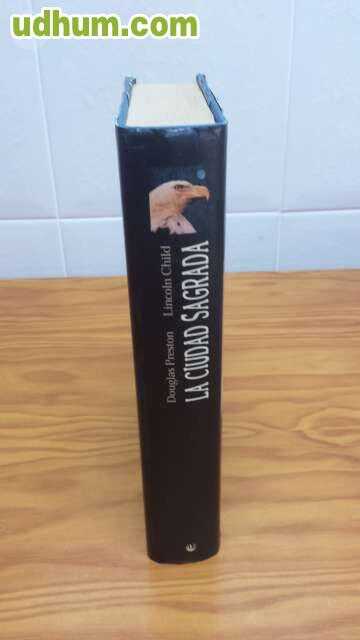 udhum.com
Douglas Preston Lincoln Child
LA CIUDAD SAGRADA
e